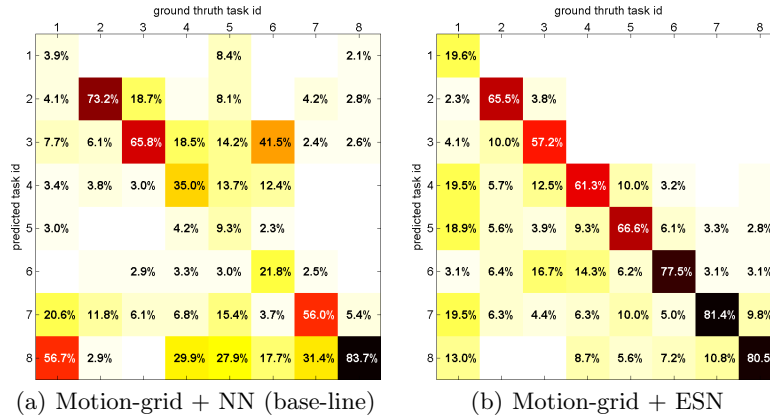 ground thruth task id
1 2 3 4 5 6 7 8
predicted task id
1 3.9% 8.4% 2.1%
2 4.1% 73.2% 18.7% 8.1% 4.2% 2.8%
3 7.7% 6.1% 65.8% 18.5% 14.2% 41.5% 2.4% 2.6%
4 3.4% 3.8% 3.0% 35.0% 13.7% 12.4%
5 3.0% 4.2% 9.3% 2.3%
6 2.9% 3.3% 3.0% 21.8% 2.5%
7 20.6% 11.8% 6.1% 6.8% 15.4% 3.7% 56.0% 5.4%
8 56.7% 2.9% 29.9% 27.9% 17.7% 31.4% 83.7%
(a) Motion-grid + NN (base-line)
ground thruth task id
1 2 3 4 5 6 7 8
predicted task id
1 19.6%
2 2.3% 65.5% 3.8%
3 4.1% 10.0% 57.2%
4 19.5% 5.7% 12.5% 61.3% 10.0% 3.2%
5 18.9% 5.6% 3.9% 9.3% 66.6% 6.1% 3.3% 2.8%
6 3.1% 6.4% 16.7% 14.3% 6.2% 77.5% 3.1% 3.1%
7 19.5% 6.3% 4.4% 6.3% 10.0% 5.0% 81.4% 9.8%
8 13.0% 8.7% 5.6% 7.2% 10.8% 80.5
(b) Motion-grid + ESN